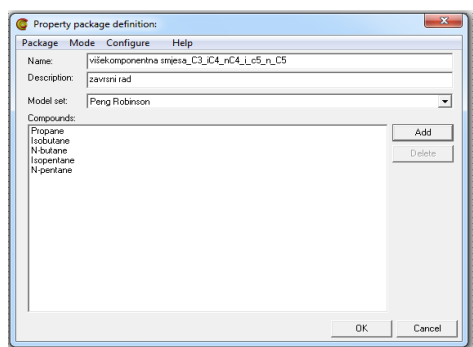 Property package definition:
Package Mode Configure Help
Name: višekomponentna smjesa_C3_iC4_nC4_i_c5_n_C5
Description: zavrsni rad
Model set: Peng Robinson
Compounds:
Propane Add
Isobutane
N-butane Delete
Isopentane
N-pentane
OK Cancel